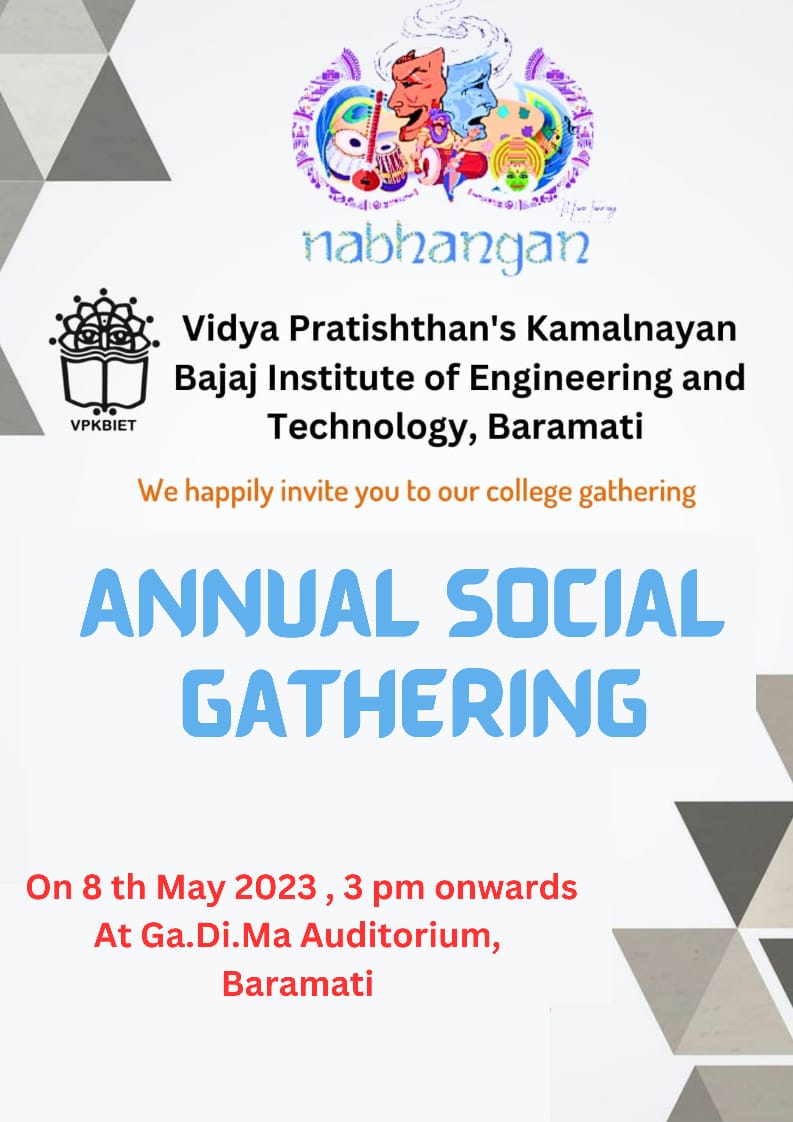 nabhangan
Vidya Pratishthan's Kamalnayan
Bajaj Institute of Engineering and
Technology, Baramati
VPKBIET
We happily invite you to our college gathering
ANNUAL SOCIAL
GATHERING
On 8 th May 2023 , 3 pm onwards
At Ga.Di.Ma Auditorium,
Baramati